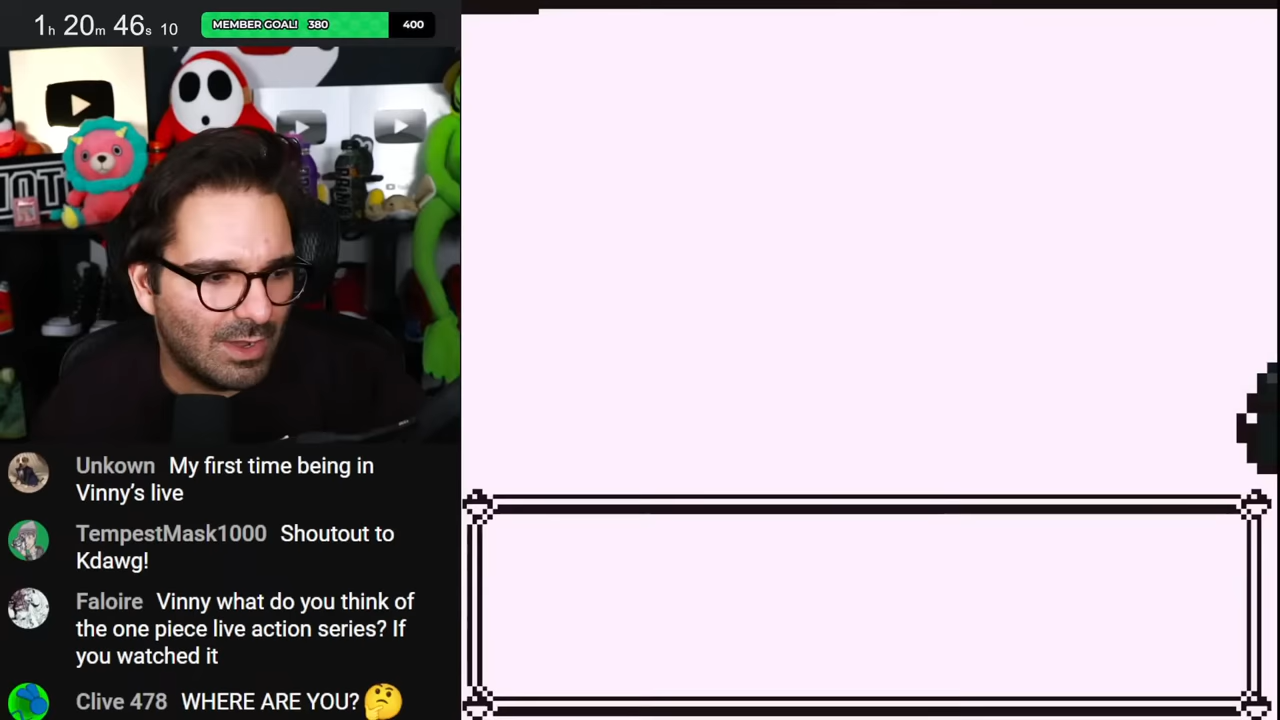 1h 20m 46s 10
MEMBER GOAL! 380 400
Unkown My first time being in
Vinny’s live
TempestMask1000 Shoutout to
Kdawg!
Faloire Vinny what do you think of
the one piece live action series? If
you watched it
Clive 478 WHERE ARE YOU?